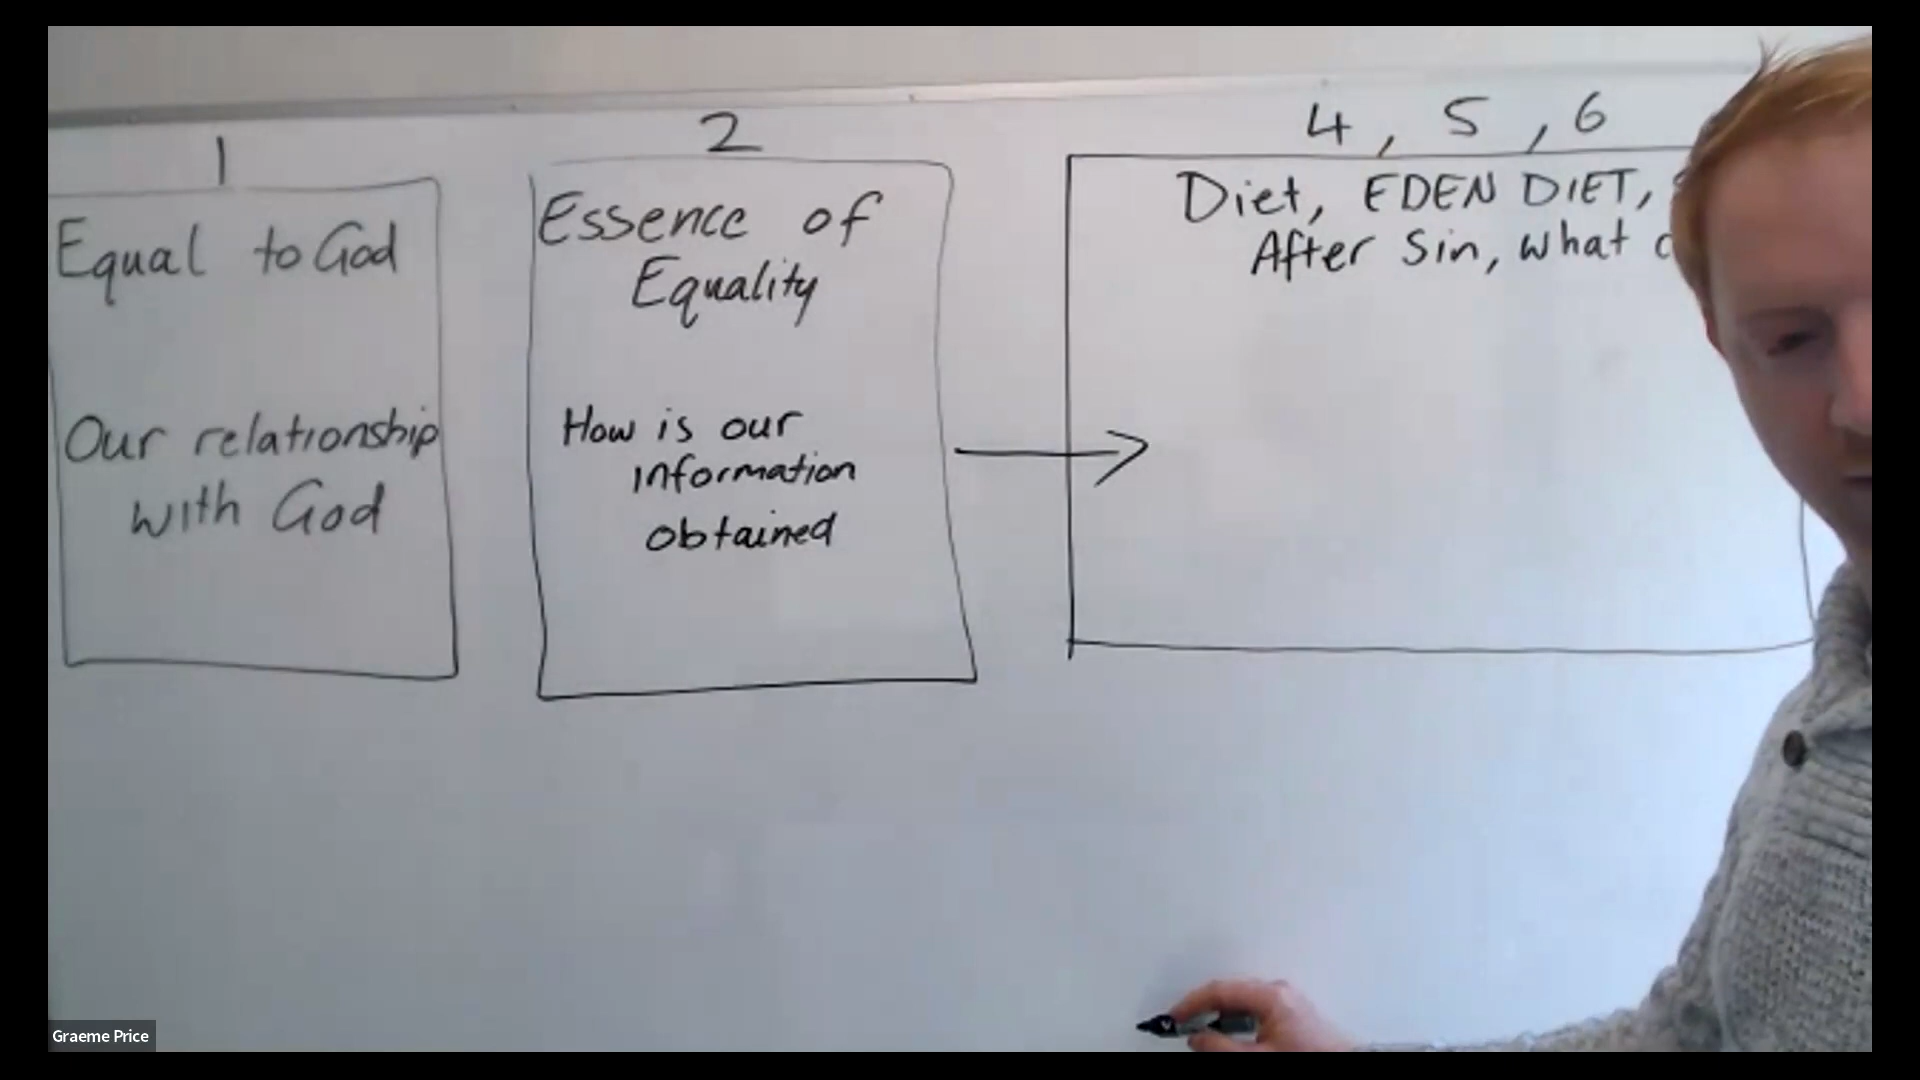 1
Equal to God
Our relationship
with God
2
Essence of
Equality
How is our
information
obtained
4, 5, 6
Diet, EDEN DIET,
After Sin, what
Graeme Price